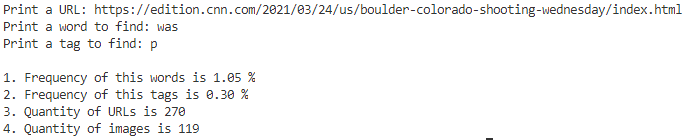 Print a URL: https://edition.cnn.com/2021/03/24/us/boulder-colorado-shooting-wednesday/index.html
Print a word to find: was
Print a tag to find: p
1. Frequency of this words is 1.05 %
2. Frequency of this tags is 0.30 %
3. Quantity of URLs is 270
4. Quantity of images is 119